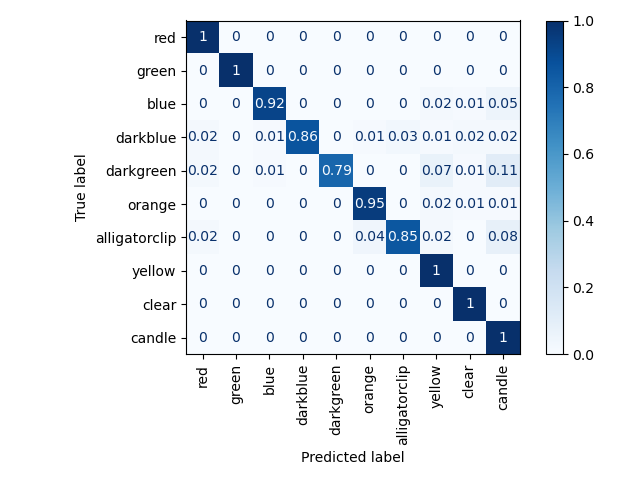 red 1 0 0 0 0 0 0 0 0 0
green 0 1 0 0 0 0 0 0 0 0
blue 0 0 0.92 0 0 0 0 0.02 0.01 0.05
darkblue 0.02 0 0.01 0.86 0 0.01 0.03 0.01 0.02 0.02
darkgreen 0.02 0 0.01 0 0.79 0 0 0.07 0.01 0.11
orange 0 0 0 0 0 0.95 0 0.02 0.01 0.01
alligatorclip 0.02 0 0 0 0 0.04 0.85 0.02 0 0.08
yellow 0 0 0 0 0 0 0 1 0 0
clear 0 0 0 0 0 0 0 0 1 0
candle 0 0 0 0 0 0 0 0 0 1
True label
red green blue darkblue darkgreen orange alligatorclip yellow clear candle
Predicted label
1.0
0.8
0.6
0.4
0.2
0.0